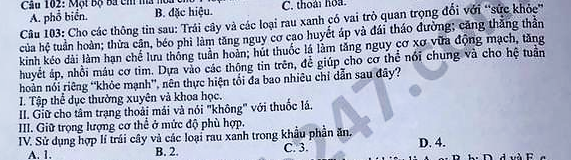 Câu 102: Một bộ ba chỉ mã hóa cho
A. phổ biến. B. đặc hiệu. C. thoái hóa.
Câu 103: Cho các thông tin sau: Trái cây và các loại rau xanh có vai trò quan trọng đối với “sức khỏe”
của hệ tuần hoàn; thừa cân, béo phì làm tăng nguy cơ cao huyết áp và đái tháo đường; căng thẳng thần
kinh kéo dài làm hạn chế lưu thông tuần hoàn; hút thuốc lá làm tăng nguy cơ xơ vữa động mạch, tăng
huyết áp, nhồi máu cơ tim. Dựa vào các thông tin trên, để giúp cho cơ thể nói chung và cho hệ tuần
hoàn nói riêng “khỏe mạnh”, nên thực hiện tối đa bao nhiêu chỉ dẫn sau đây?
I. Tập thể dục thường xuyên và khoa học.
II. Giữ cho tâm trạng thoải mái và nói "không" với thuốc lá.
III. Giữ trọng lượng cơ thể ở mức độ phù hợp.
IV. Sử dụng hợp lí trái cây và các loại rau xanh trong khẩu phần ăn.
A. 1. B. 2. C. 3. D. 4.
247.com